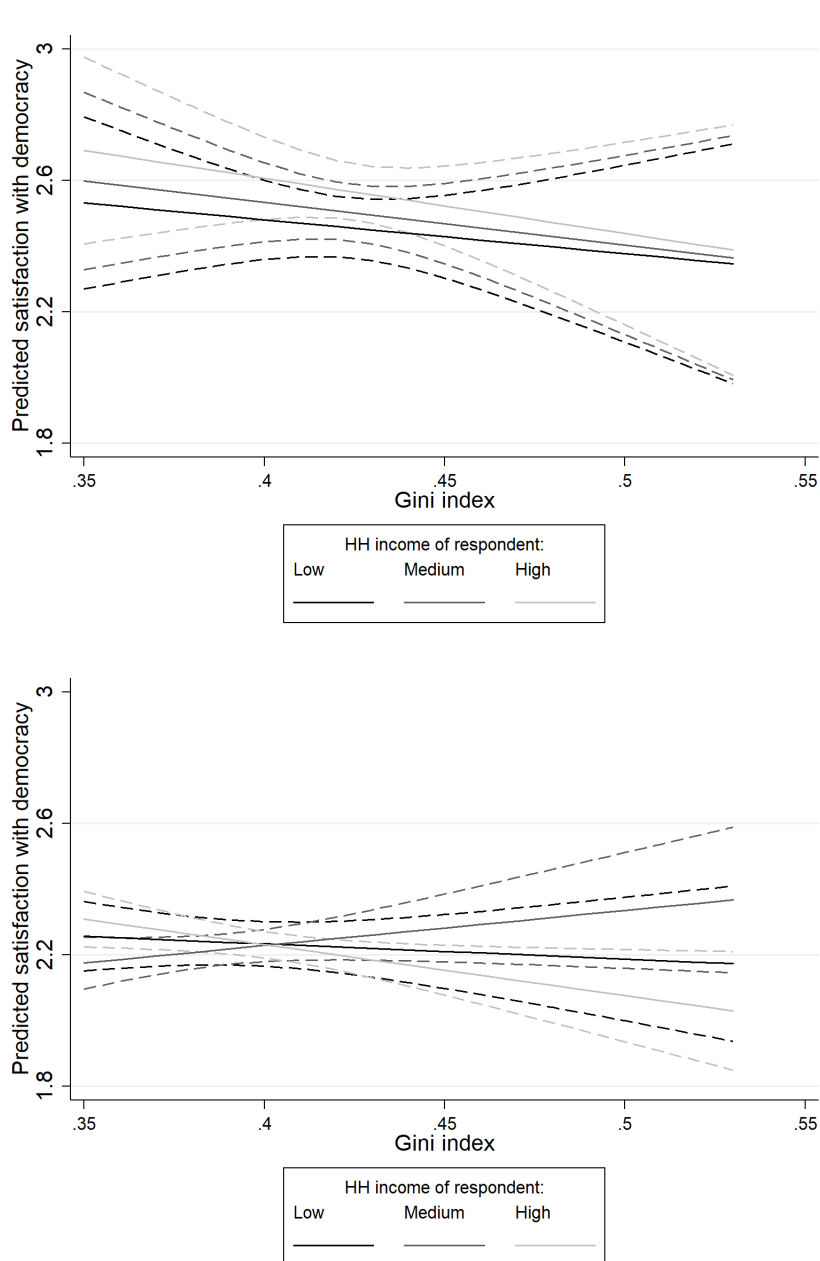 Predicted satisfaction with democracy
3
2.6
2.2
1.8
.35 .4 .45 .5 .55
Gini index
HH income of respondent:
Low Medium High
Predicted satisfaction with democracy
3
2.6
2.2
1.8
.35 .4 .45 .5 .55
Gini index
HH income of respondent:
Low Medium High